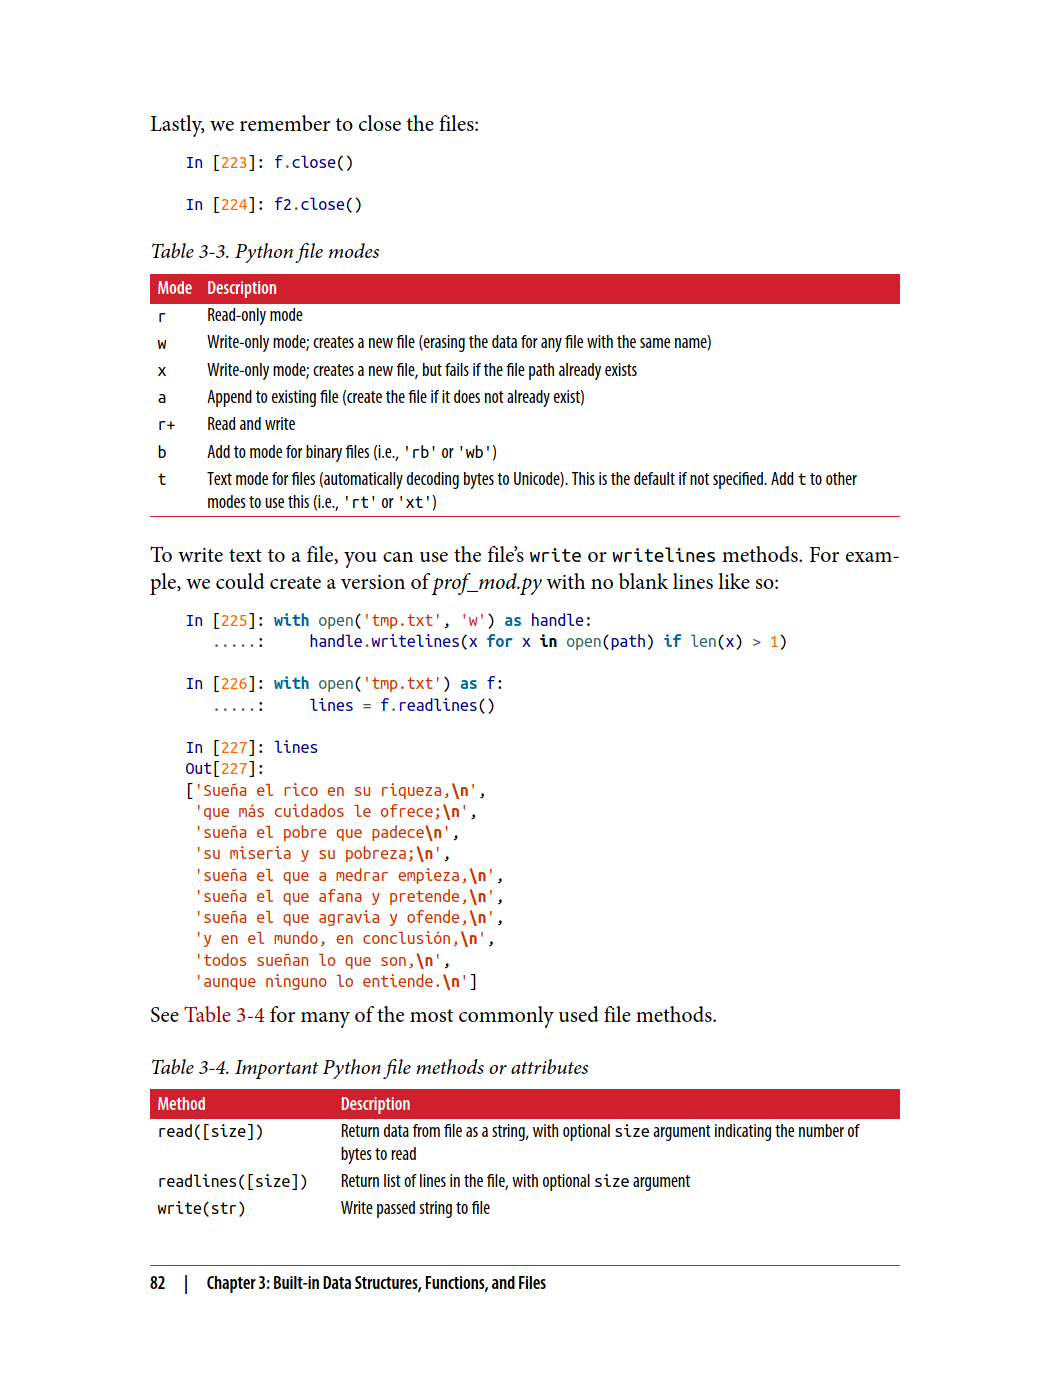 Lastly, we remember to close the files:
In [223]: f.close()
In [224]: f2.close()
Table 3-3. Python file modes
Mode Description
r Read-only mode
w Write-only mode; creates a new file (erasing the data for any file with the same name)
x Write-only mode; creates a new file, but fails if the file path already exists
a Append to existing file (create the file if it does not already exist)
r+ Read and write
b Add to mode for binary files (i.e., 'rb' or 'wb')
t Text mode for files (automatically decoding bytes to Unicode). This is the default if not specified. Add t to other
modes to use this (i.e., 'rt' or 'xt')
To write text to a file, you can use the file’s write or writelines methods. For exam-
ple, we could create a version of prof_mod.py with no blank lines like so:
In [225]: with open('tmp.txt', 'w') as handle:
   .....:     handle.writelines(x for x in open(path) if len(x) > 1)
In [226]: with open('tmp.txt') as f:
   .....:     lines = f.readlines()
In [227]: lines
Out[227]:
['Sueña el rico en su riqueza,\n',
 'que más cuidados le ofrece;\n',
 'sueña el pobre que padece\n',
 'su miseria y su pobreza;\n',
 'sueña el que a medrar empieza,\n',
 'sueña el que afana y pretende,\n',
 'sueña el que agravia y ofende,\n',
 'y en el mundo, en conclusión,\n',
 'todos sueñan lo que son,\n',
 'aunque ninguno lo entiende.\n']
See Table 3-4 for many of the most commonly used file methods.
Table 3-4. Important Python file methods or attributes
Method Description
read([size]) Return data from file as a string, with optional size argument indicating the number of
bytes to read
readlines([size]) Return list of lines in the file, with optional size argument
write(str) Write passed string to file
82 | Chapter 3: Built-in Data Structures, Functions, and Files